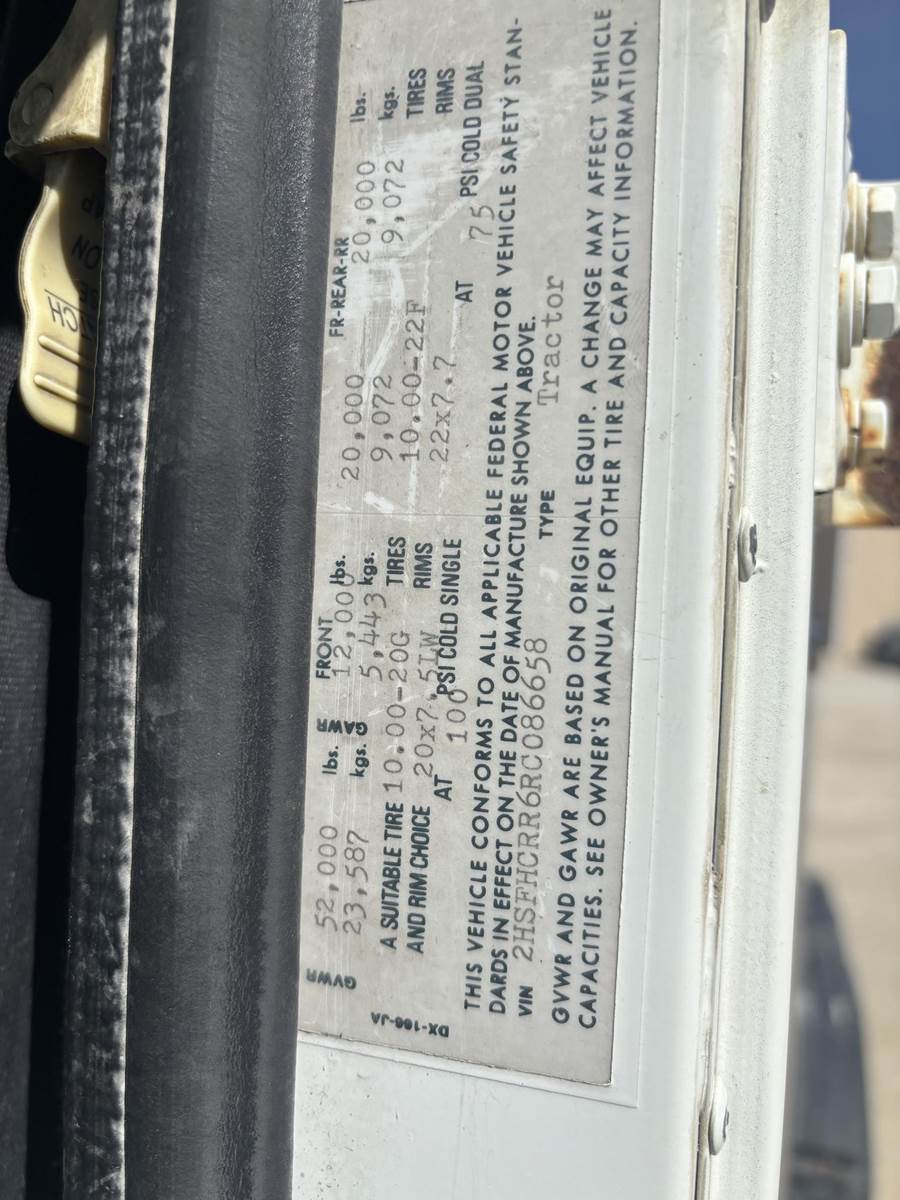 GVWR 52,000 lbs. GAWR FRONT 12,000 lbs. 20,000 FR-REAR-RR 20,000 lbs.
23,587 kgs. 5,443 kgs. 9,072 9,072 kgs.
A SUITABLE TIRE 10.00-20G TIRES 10.00-22F TIRES
AND RIM CHOICE 20x7.5IW RIMS 22x7.7 RIMS
AT 100 PSI COLD SINGLE AT 75 PSI COLD DUAL
THIS VEHICLE CONFORMS TO ALL APPLICABLE FEDERAL MOTOR VEHICLE SAFETY STAN-
DARDS IN EFFECT ON THE DATE OF MANUFACTURE SHOWN ABOVE.
VIN 2HSFHCRR6RC086658 TYPE Tractor
GVWR AND GAWR ARE BASED ON ORIGINAL EQUIP. A CHANGE MAY AFFECT VEHICLE
CAPACITIES. SEE OWNER'S MANUAL FOR OTHER TIRE AND CAPACITY INFORMATION.
DX-166-JA